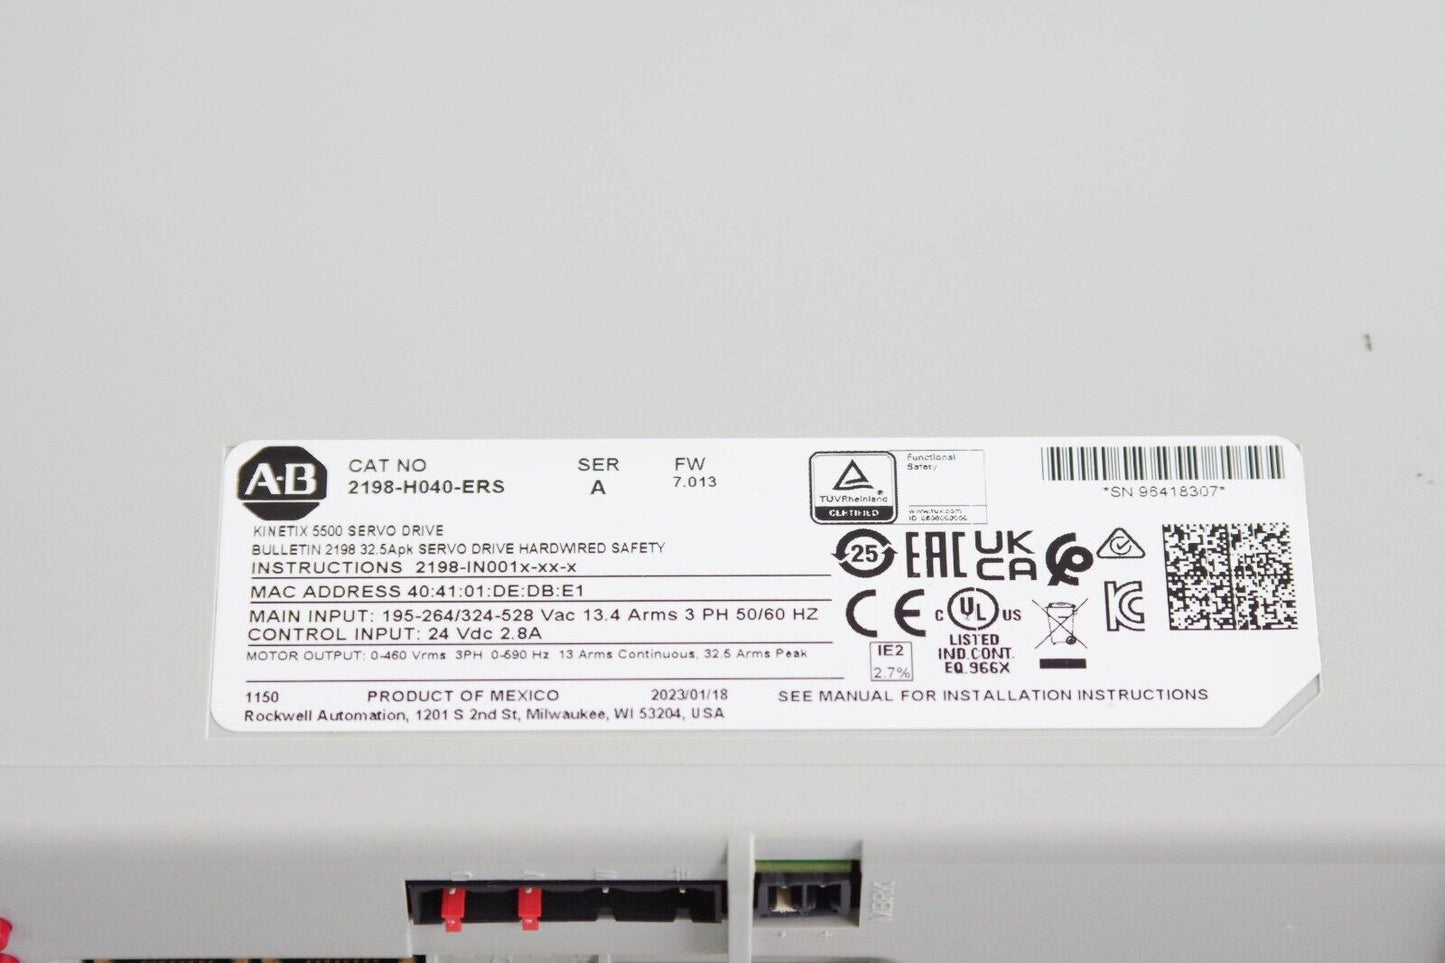 A-B
CAT NO
2198-H040-ERS
SER
A
FW
7.013
TÜVRheinland
CERTIFIED
Functional
Safety
www.tuv.com
*SN 96418307*
KINETIX 5500 SERVO DRIVE
BULLETIN 2198 32.5Apk SERVO DRIVE HARDWIRED SAFETY
INSTRUCTIONS 2198-IN001x-xx-x
MAC ADDRESS 40:41:01:DE:DB:E1
MAIN INPUT: 195-264/324-528 Vac 13.4 Arms 3 PH 50/60 HZ
CONTROL INPUT: 24 Vdc 2.8A
MOTOR OUTPUT: 0-460 Vrms 3PH 0-590 Hz 13 Arms Continuous, 32.5 Arms Peak
25
EAC
UK
CA
CE
C UL US
LISTED
IND.CONT.
EQ.966X
IE2
2.7%
KC
1150 PRODUCT OF MEXICO 2023/01/18 SEE MANUAL FOR INSTALLATION INSTRUCTIONS
Rockwell Automation, 1201 S 2nd St, Milwaukee, WI 53204, USA
U V W
MBRK
- +